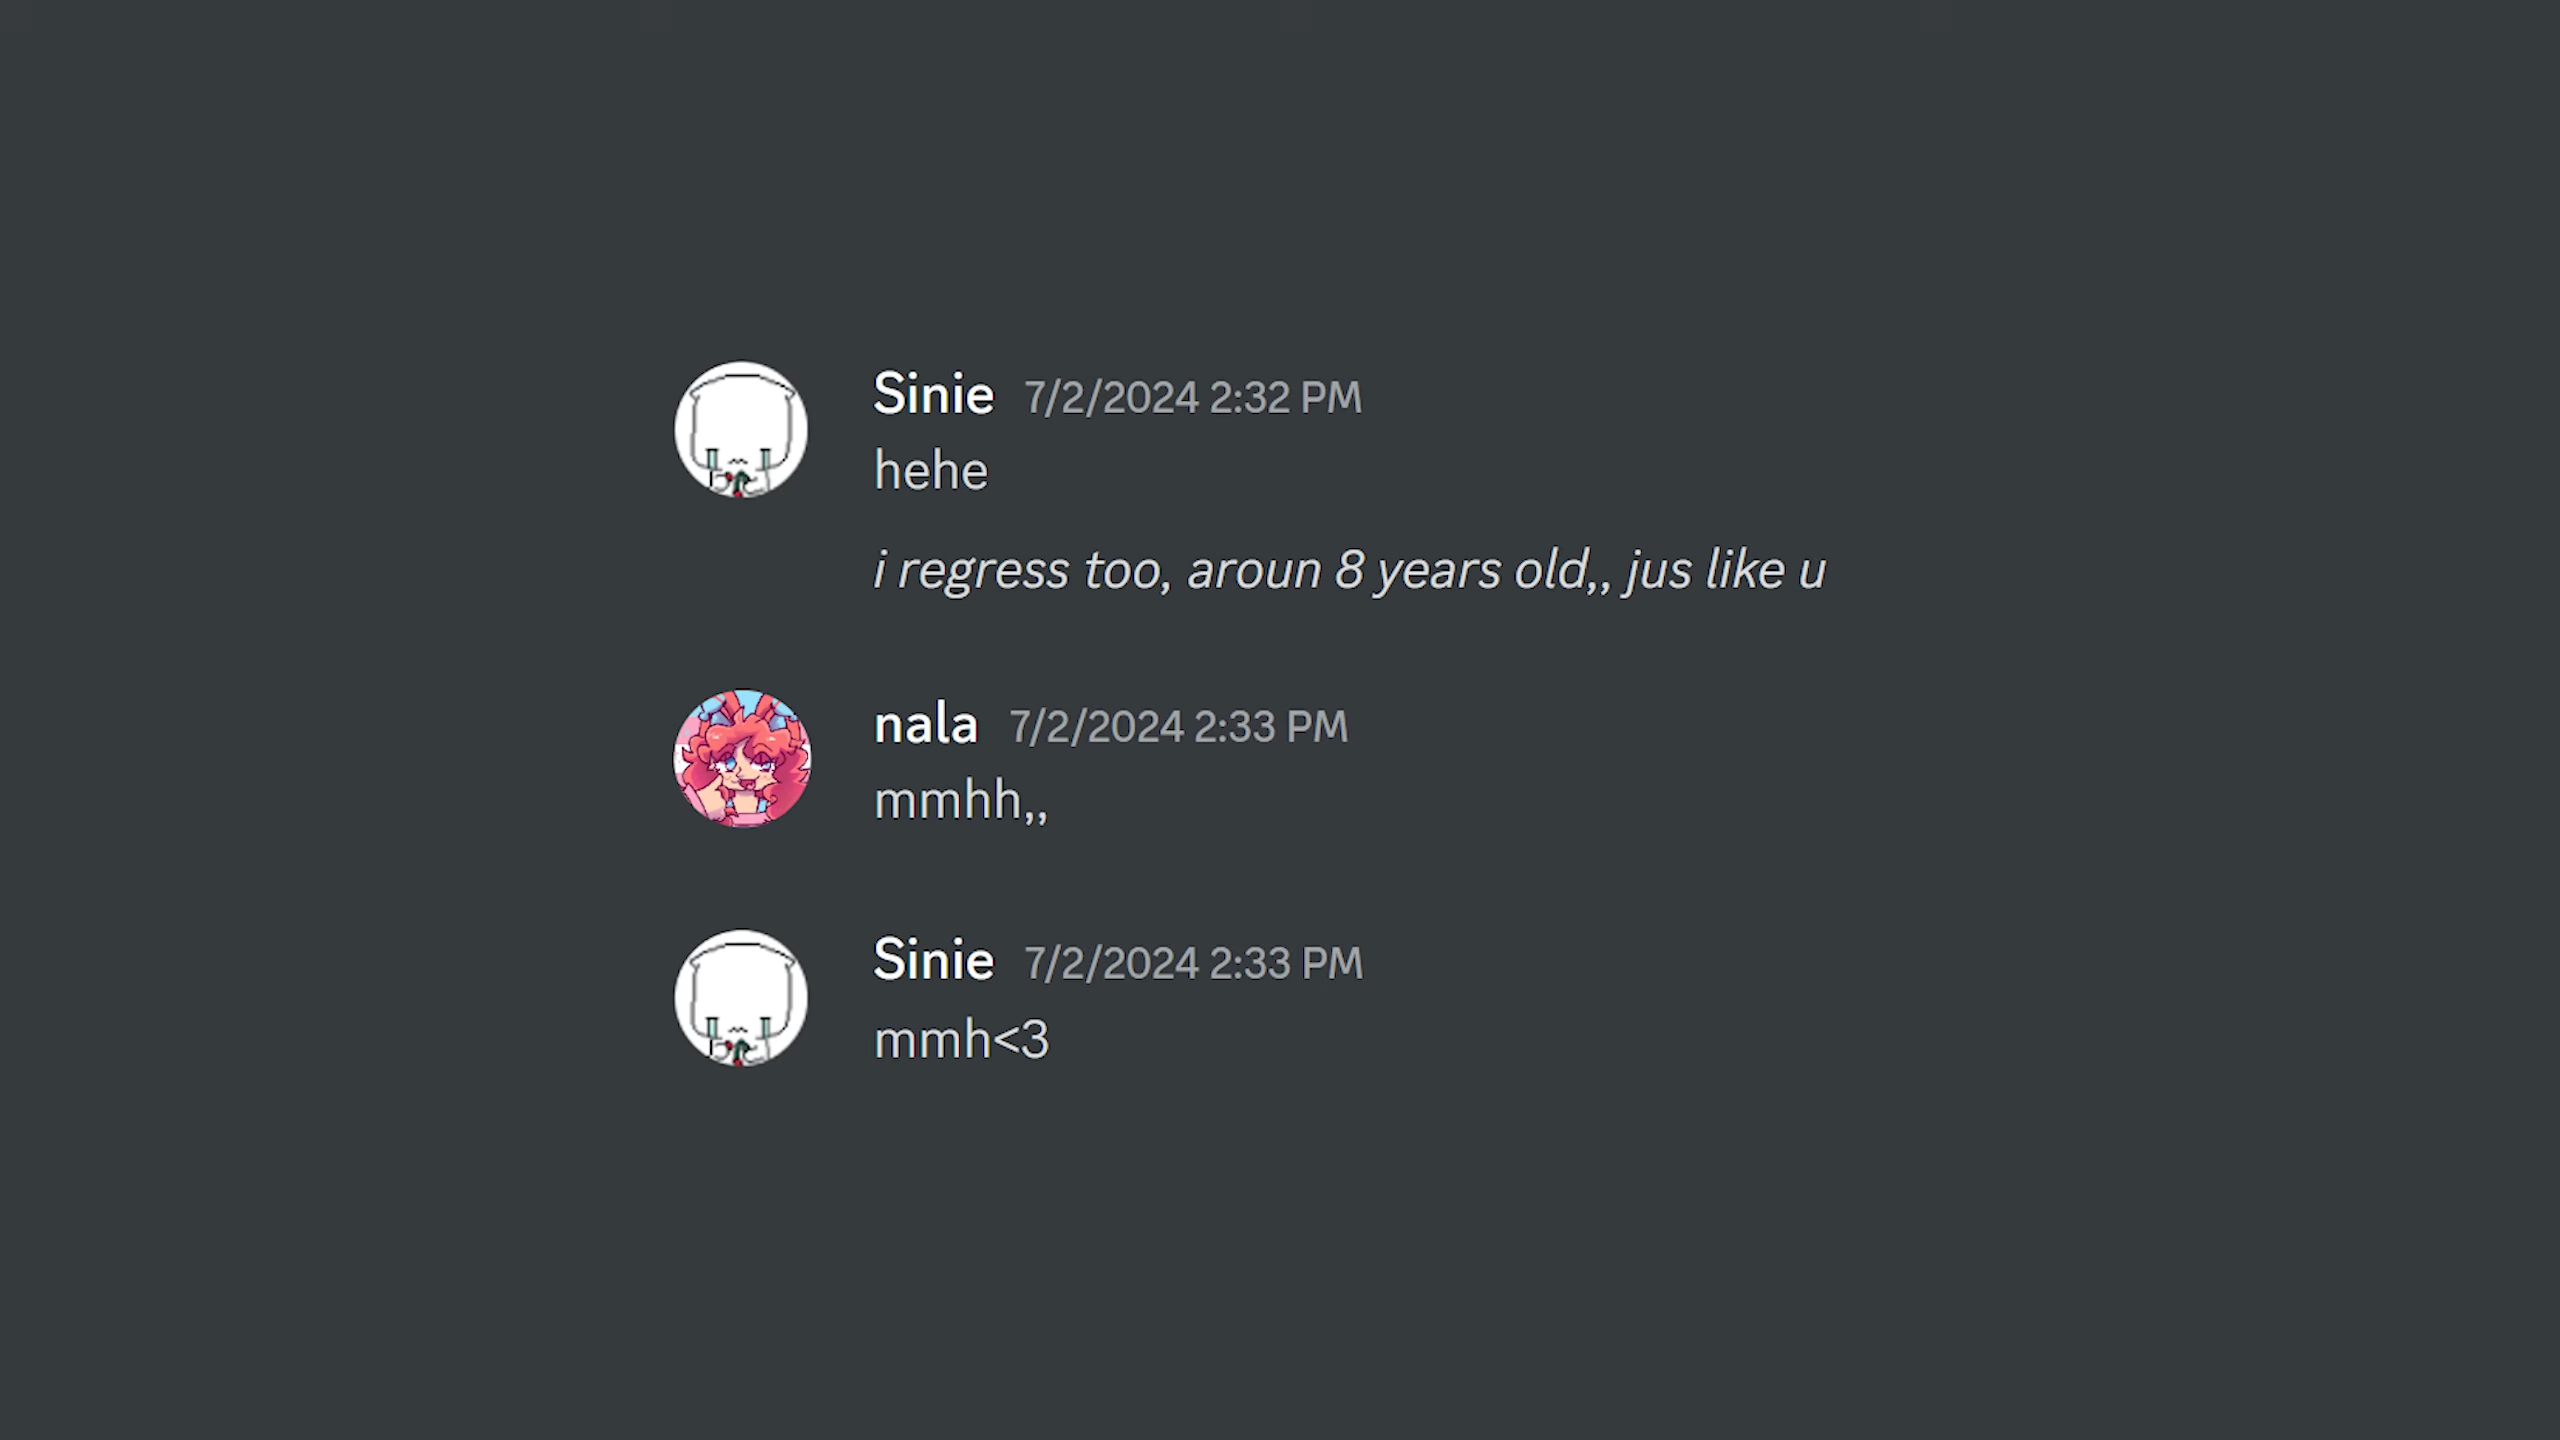 Sinie 7/2/2024 2:32 PM
hehe
i regress too, aroun 8 years old,, jus like u
nala 7/2/2024 2:33 PM
mmhh,,
Sinie 7/2/2024 2:33 PM
mmh<3